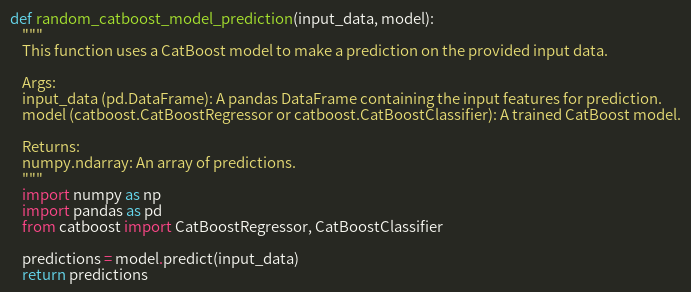 def random_catboost_model_prediction(input_data, model):
"""
This function uses a CatBoost model to make a prediction on the provided input data.
Args:
input_data (pd.DataFrame): A pandas DataFrame containing the input features for prediction.
model (catboost.CatBoostRegressor or catboost.CatBoostClassifier): A trained CatBoost model.
Returns:
numpy.ndarray: An array of predictions.
"""
import numpy as np
import pandas as pd
from catboost import CatBoostRegressor, CatBoostClassifier
predictions = model.predict(input_data)
return predictions